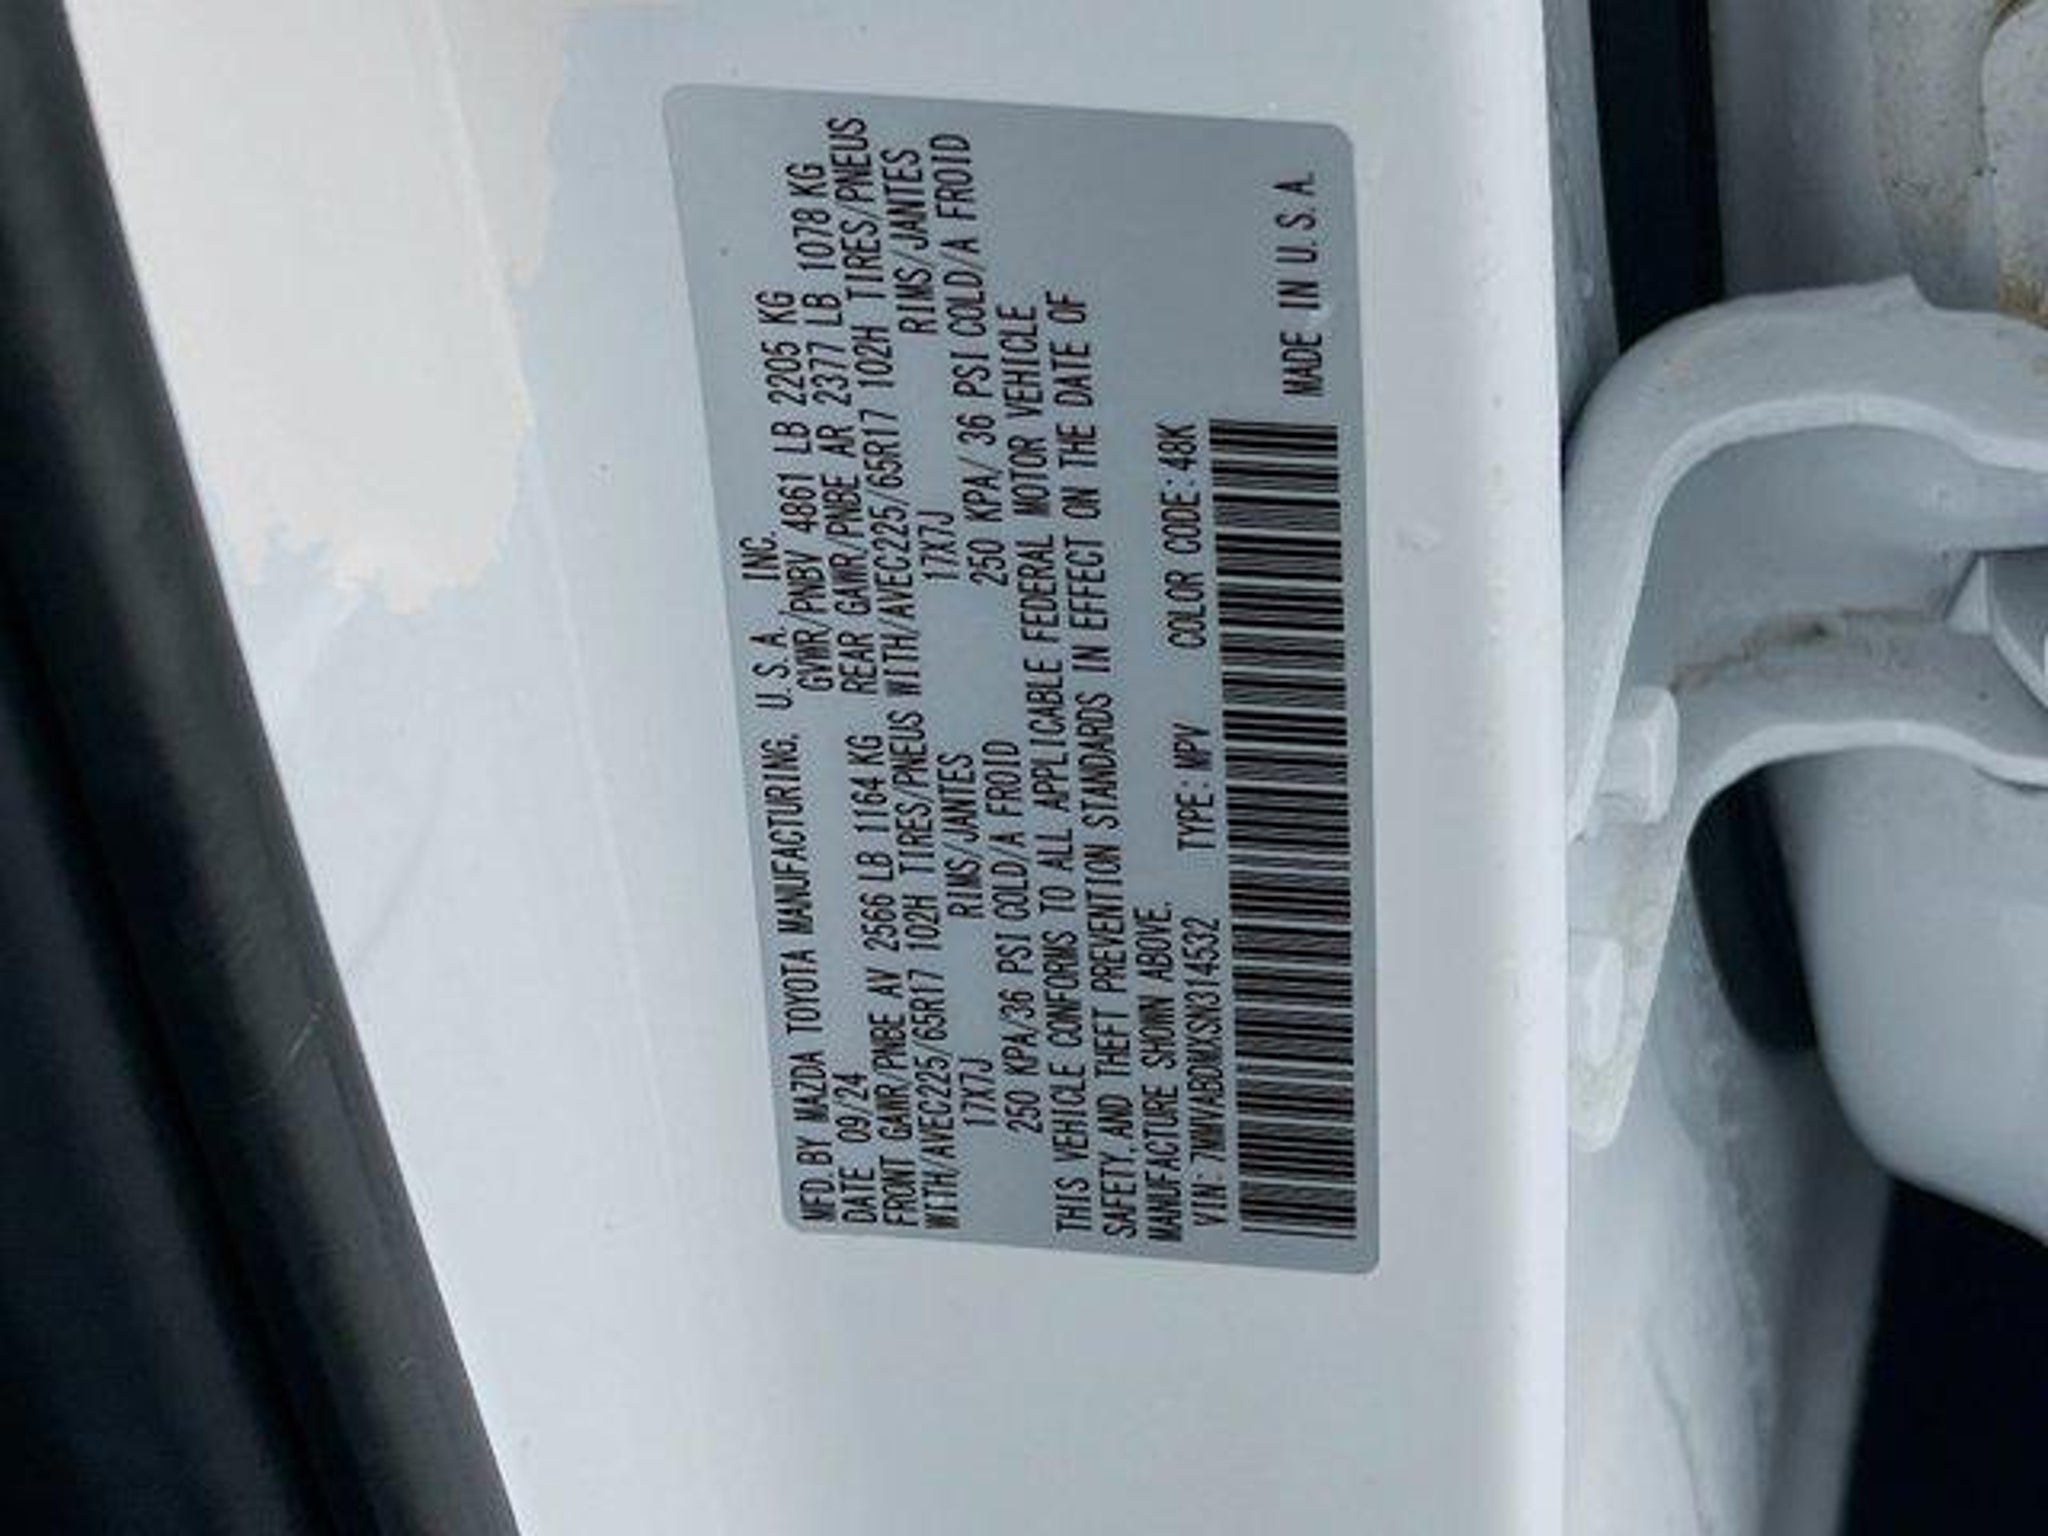 MFD. BY MAZDA TOYOTA MANUFACTURING, U.S.A. INC.
DATE 09/24 GVWR/PNBV 4861 LB 2205 KG
FRONT GAWR/PNBE AV 2566 LB 1164 KG REAR GAWR/PNBE AR 2377 LB 1078 KG
WITH/AVEC225/65R17 102H TIRES/PNEUS WITH/AVEC225/65R17 102H TIRES/PNEUS
17X7J RIMS/JANTES 17X7J RIMS/JANTES
250 KPA/36 PSI COLD/A FROID 250 KPA/ 36 PSI COLD/A FROID
THIS VEHICLE CONFORMS TO ALL APPLICABLE FEDERAL MOTOR VEHICLE
SAFETY, AND THEFT PREVENTION STANDARDS IN EFFECT ON THE DATE OF
MANUFACTURE SHOWN ABOVE.
VIN: 7MMVABDMXSN314532 TYPE: MPV COLOR CODE: 48K
MADE IN U.S.A.